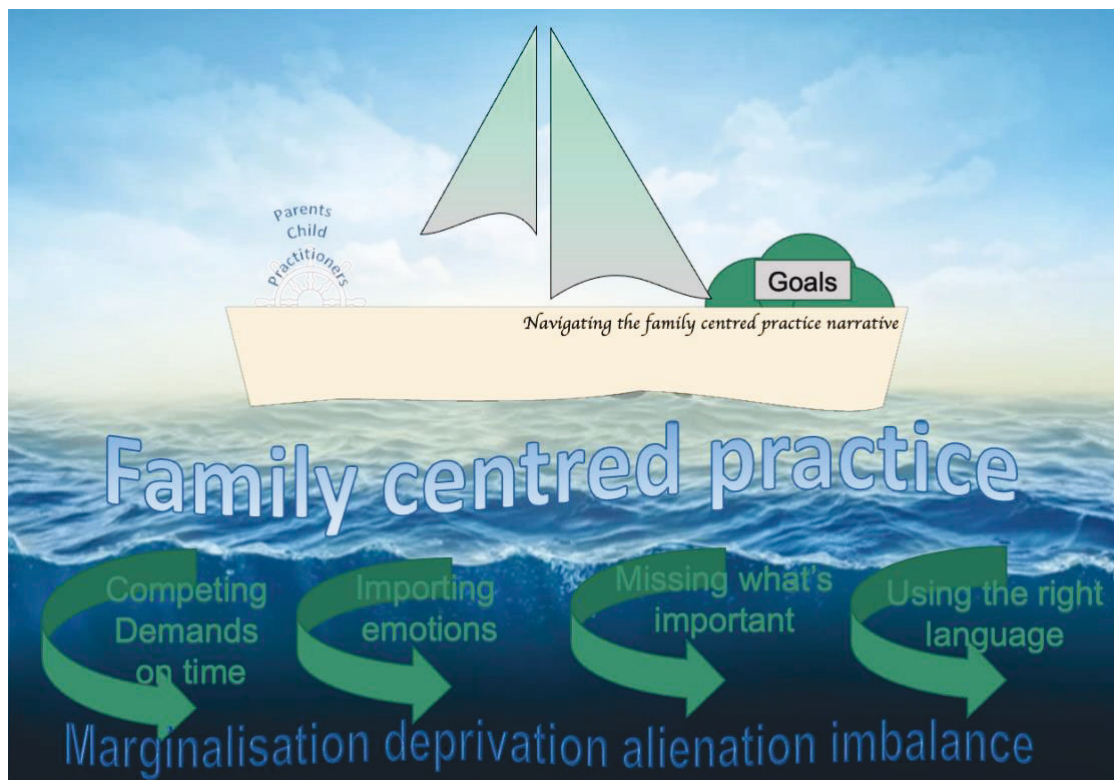 Parents
Child
Practitioners
Goals
Navigating the family centred practice narrative
Family centred practice
Competing
Demands
on time
Importing
emotions
Missing what's
important
Using the right
language
Marginalisation deprivation alienation imbalance